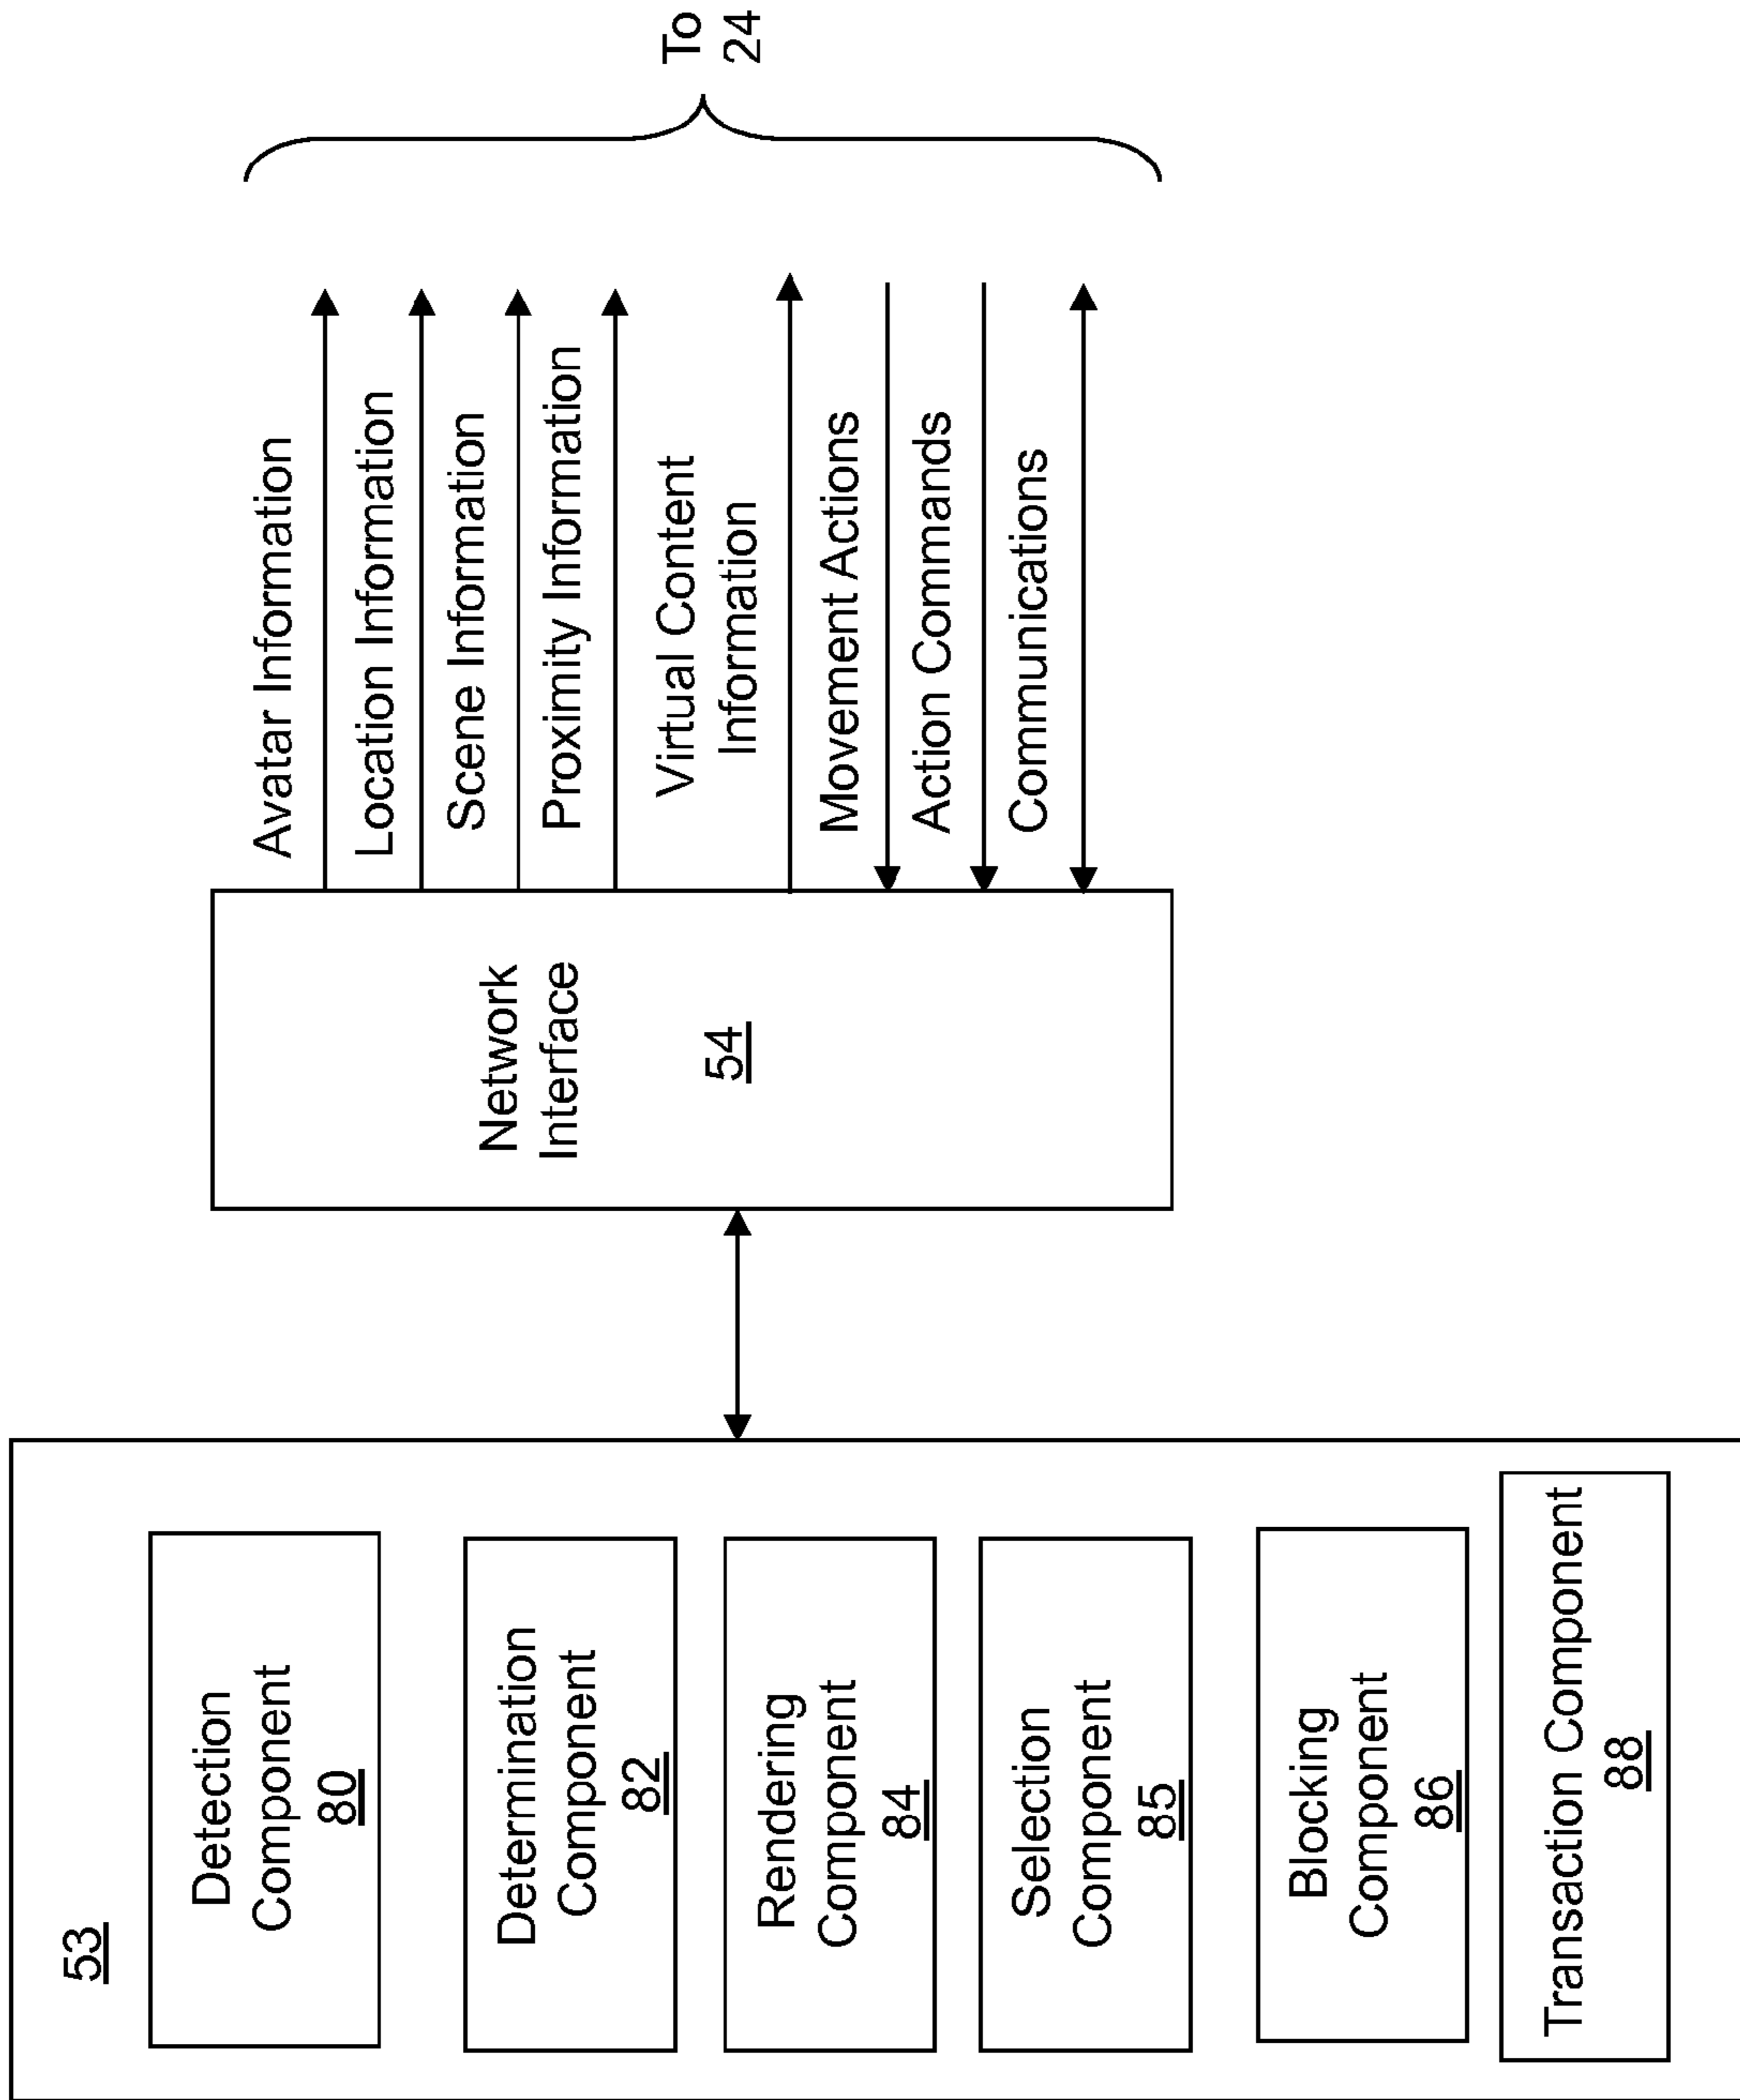 53
Detection
Component
80
Determination
Component
82
Rendering
Component
84
Selection
Component
85
Blocking
Component
86
Transaction Component
88
Network
Interface
54
Avatar Information
Location Information
Scene Information
Proximity Information
Virtual Content
Information
Movement Actions
Action Commands
Communications
To
24